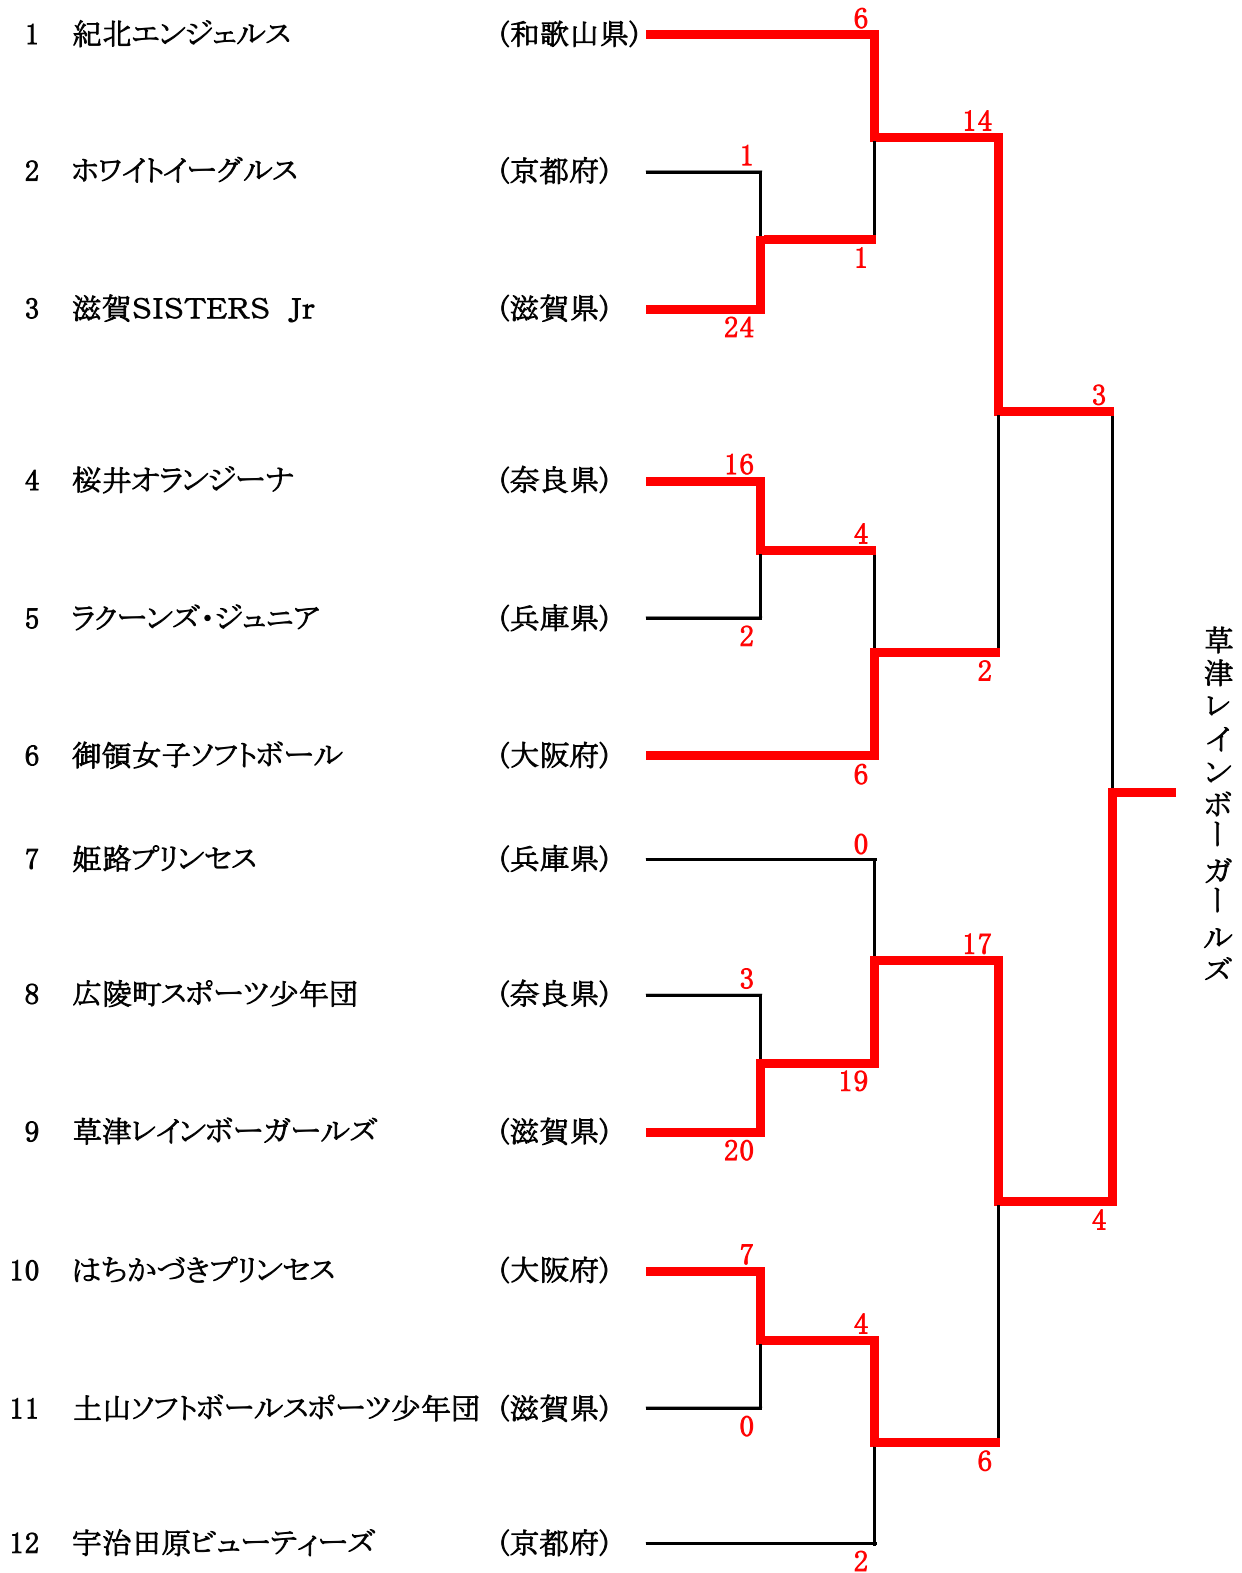 6
1 紀北エンジェルス (和歌山県)
14
1
2 ホワイトイーグルス (京都府)
1
3 滋賀SISTERS Jr (滋賀県)
24
3
16
4 桜井オランジーナ (奈良県)
4
5 ラクーンズ・ジュニア (兵庫県)
2
2
6 御領女子ソフトボール (大阪府)
6
草津レインボーガールズ
0
7 姫路プリンセス (兵庫県)
17
3
8 広陵町スポーツ少年団 (奈良県)
19
9 草津レインボーガールズ (滋賀県)
20
4
7
10 はちかづきプリンセス (大阪府)
4
11 土山ソフトボールスポーツ少年団 (滋賀県)
0
6
12 宇治田原ビューティーズ (京都府)
2